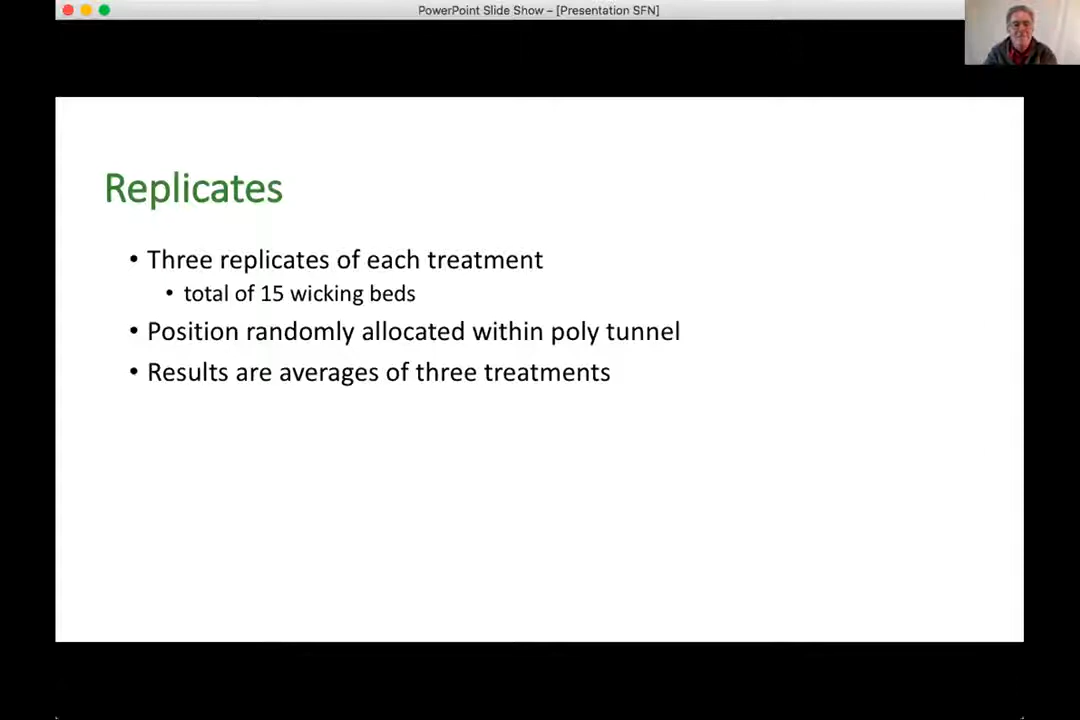 PowerPoint Slide Show – [Presentation SFN]
Replicates
• Three replicates of each treatment
• total of 15 wicking beds
• Position randomly allocated within poly tunnel
• Results are averages of three treatments